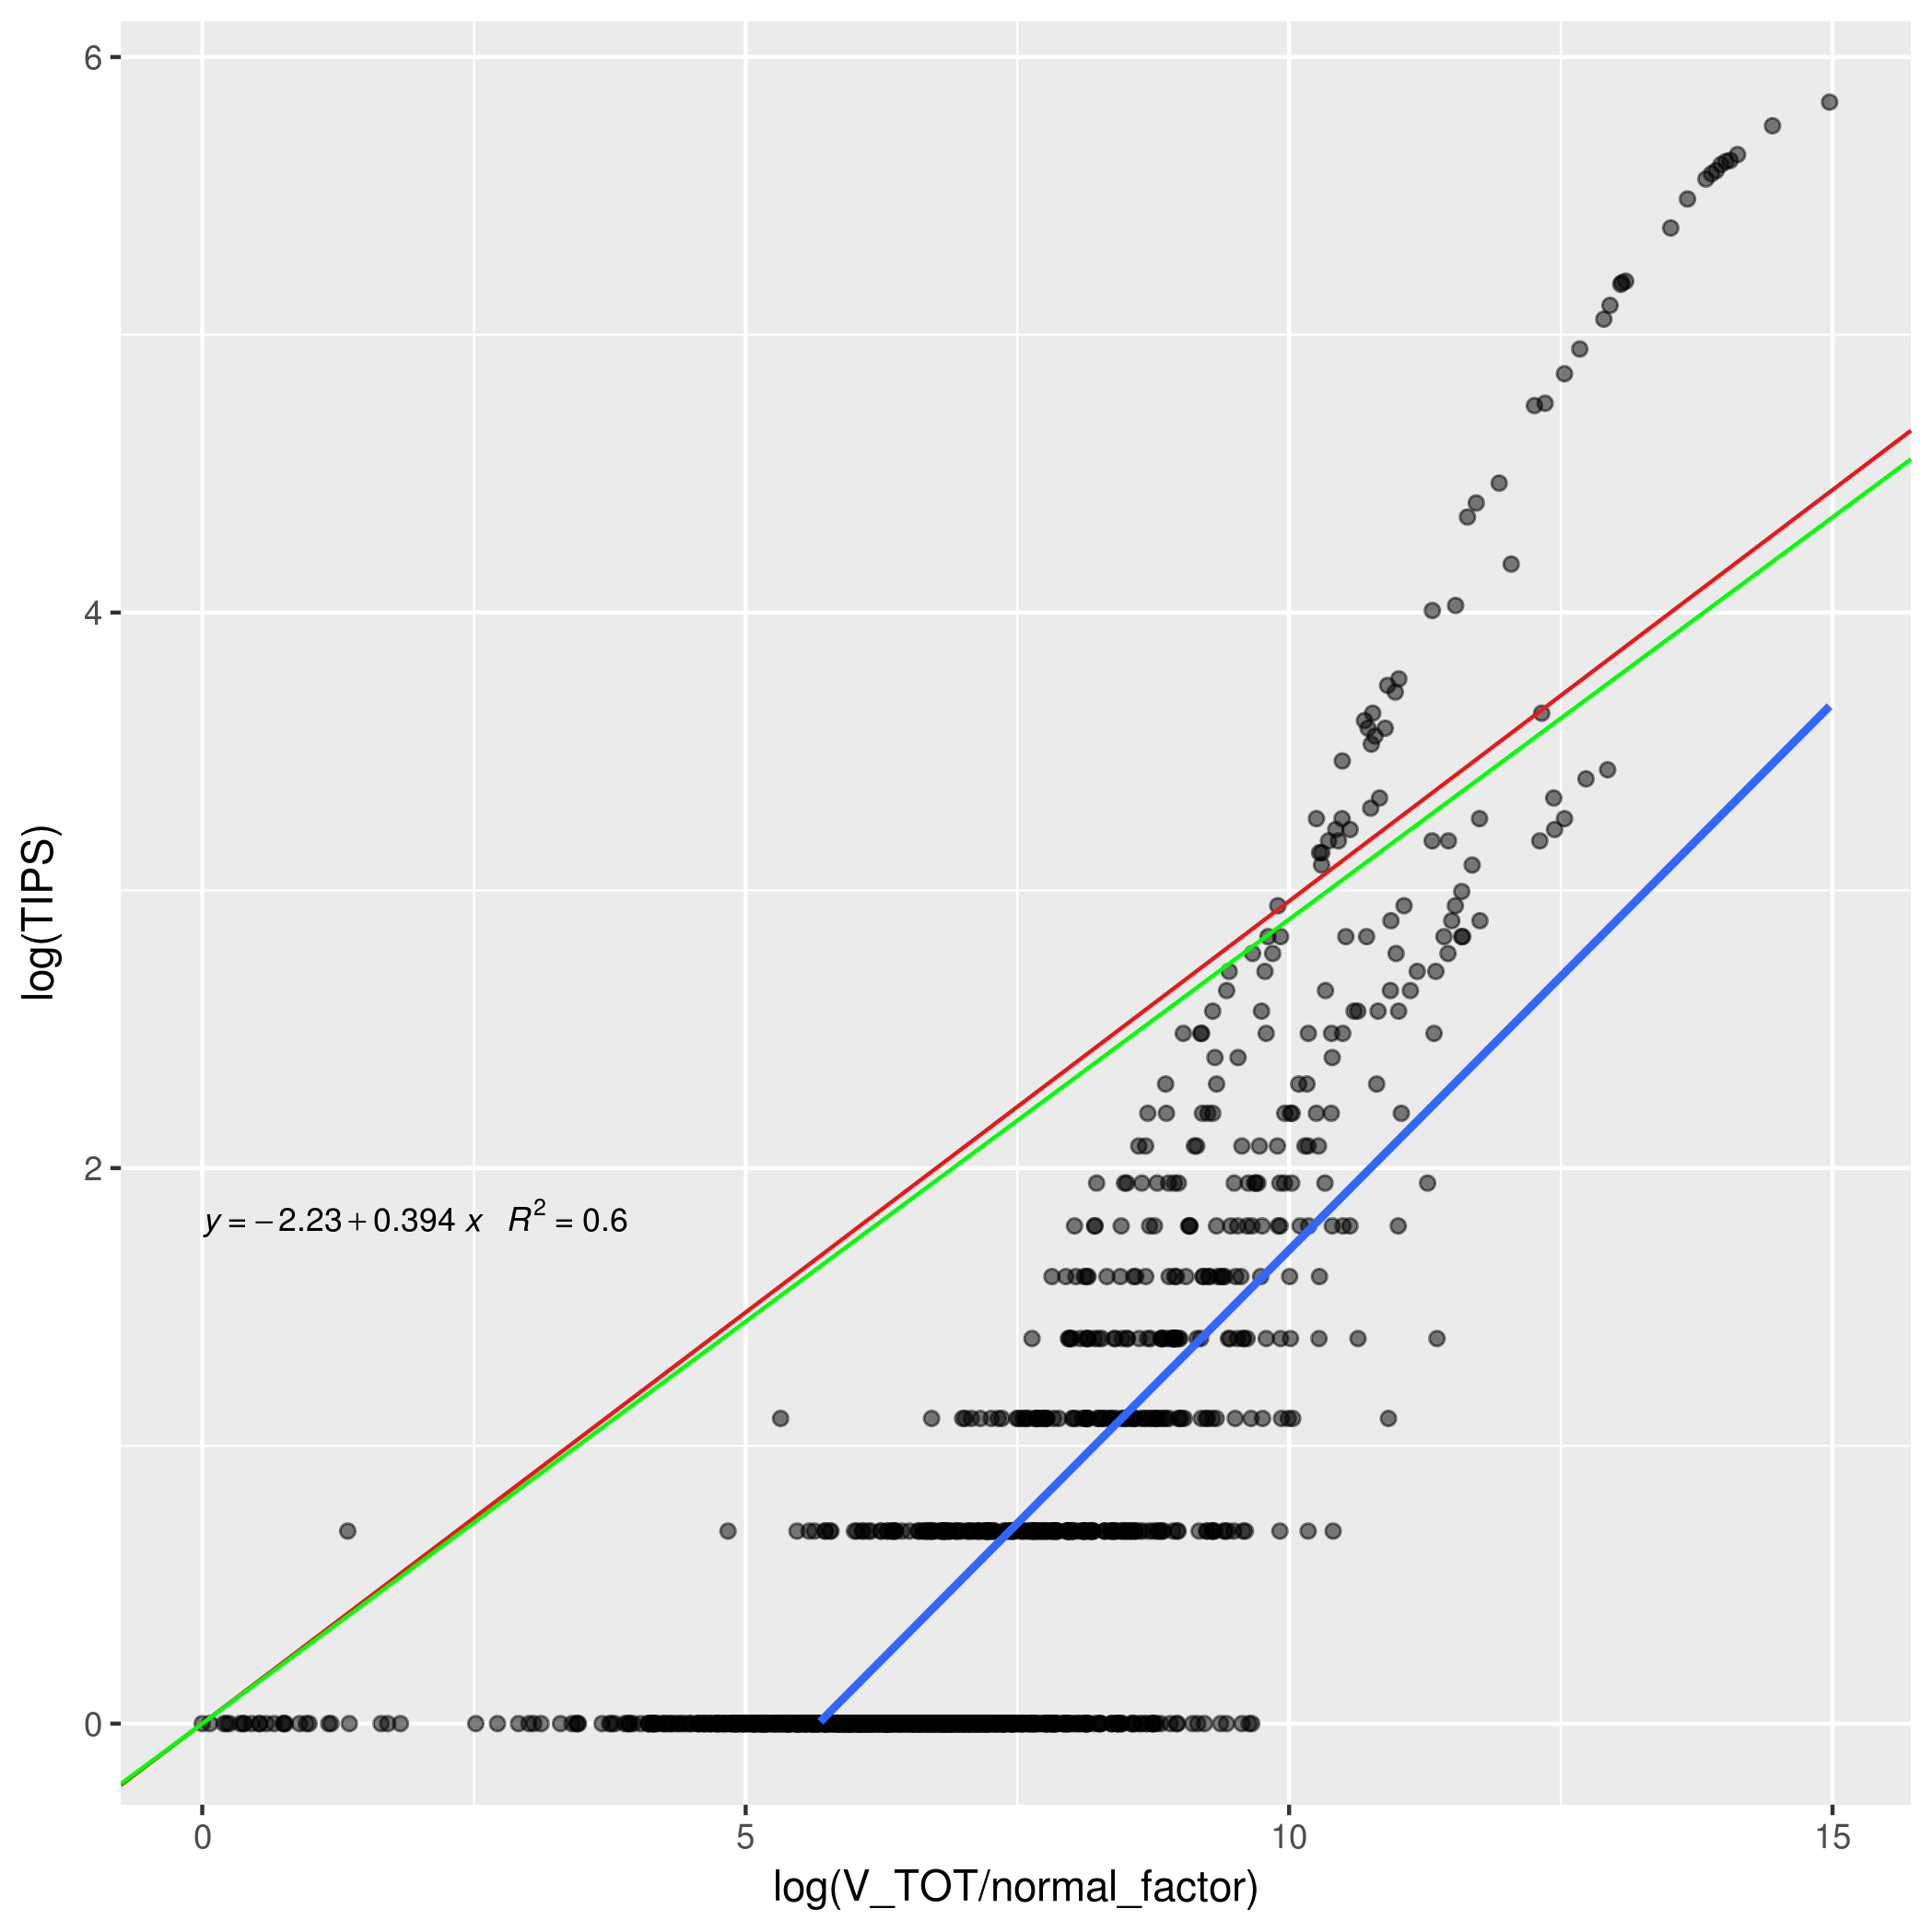 6
4
2
0
log(TIPS)
y = −2.23 + 0.394 x R² = 0.6
0 5 10 15
log(V_TOT/normal_factor)